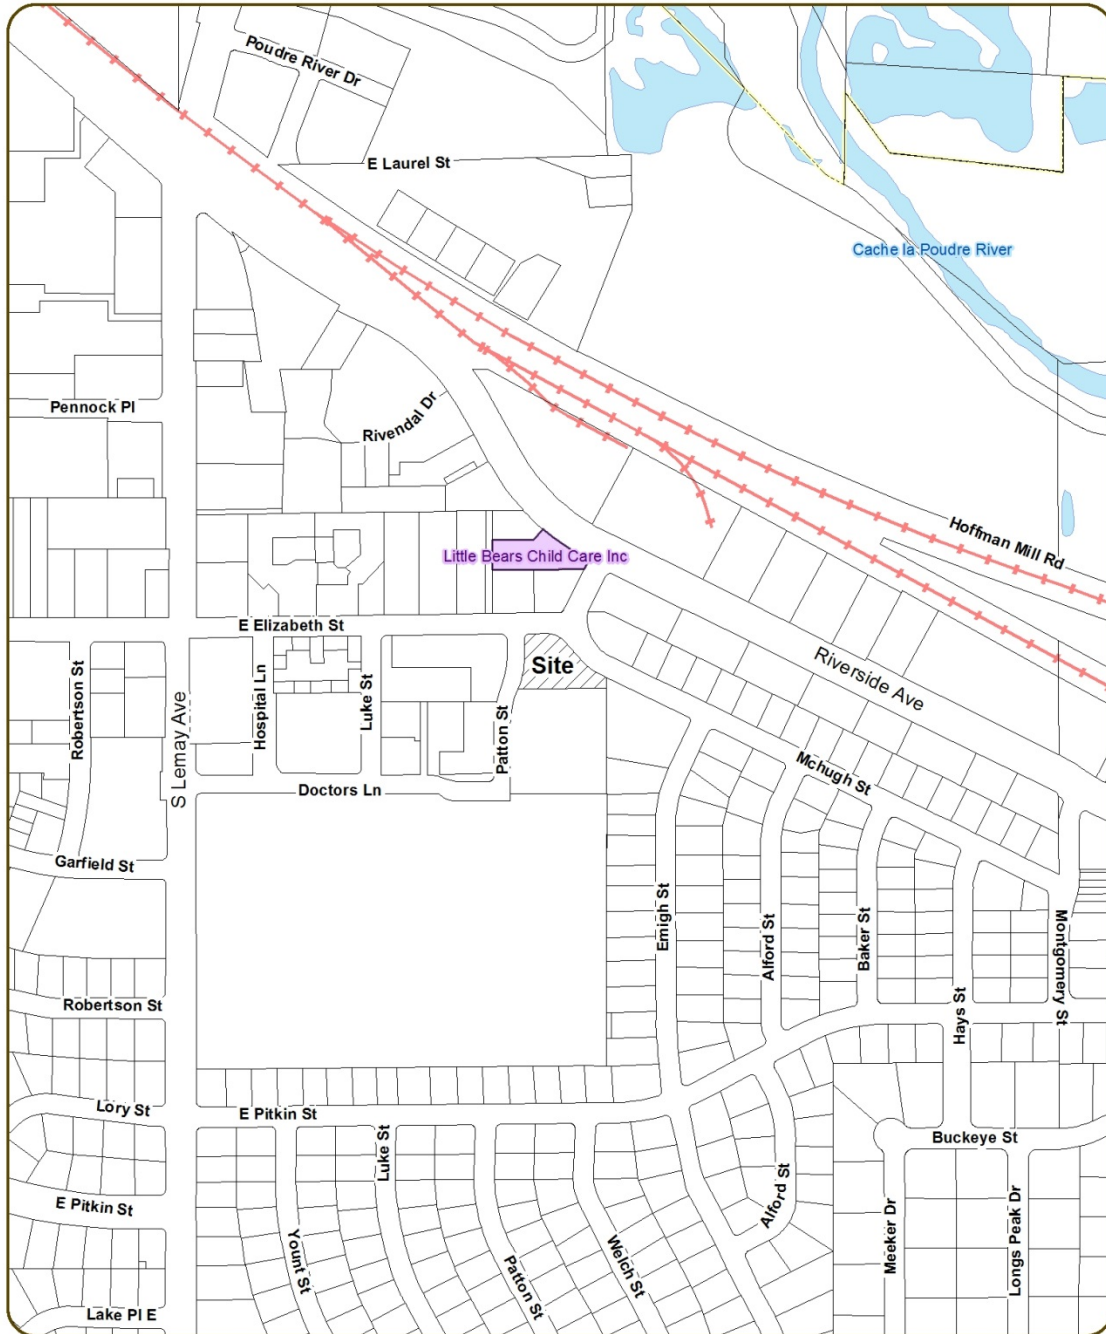 Poudre River Dr
E Laurel St
Cache la Poudre River
Pennock Pl
Rivendal Dr
Hoffman Mill Rd
Little Bears Child Care Inc
E Elizabeth St
Site
Riverside Ave
Robertson St
S Lemay Ave
Hospital Ln
Luke St
Patton St
Mchugh St
Doctors Ln
Garfield St
Emigh St
Alford St
Baker St
Montgomery St
Robertson St
Hays St
Lory St
E Pitkin St
Luke St
Buckeye St
E Pitkin St
Alford St
Meeker Dr
Longs Peak Dr
Yount St
Patton St
Welch St
Lake Pl E